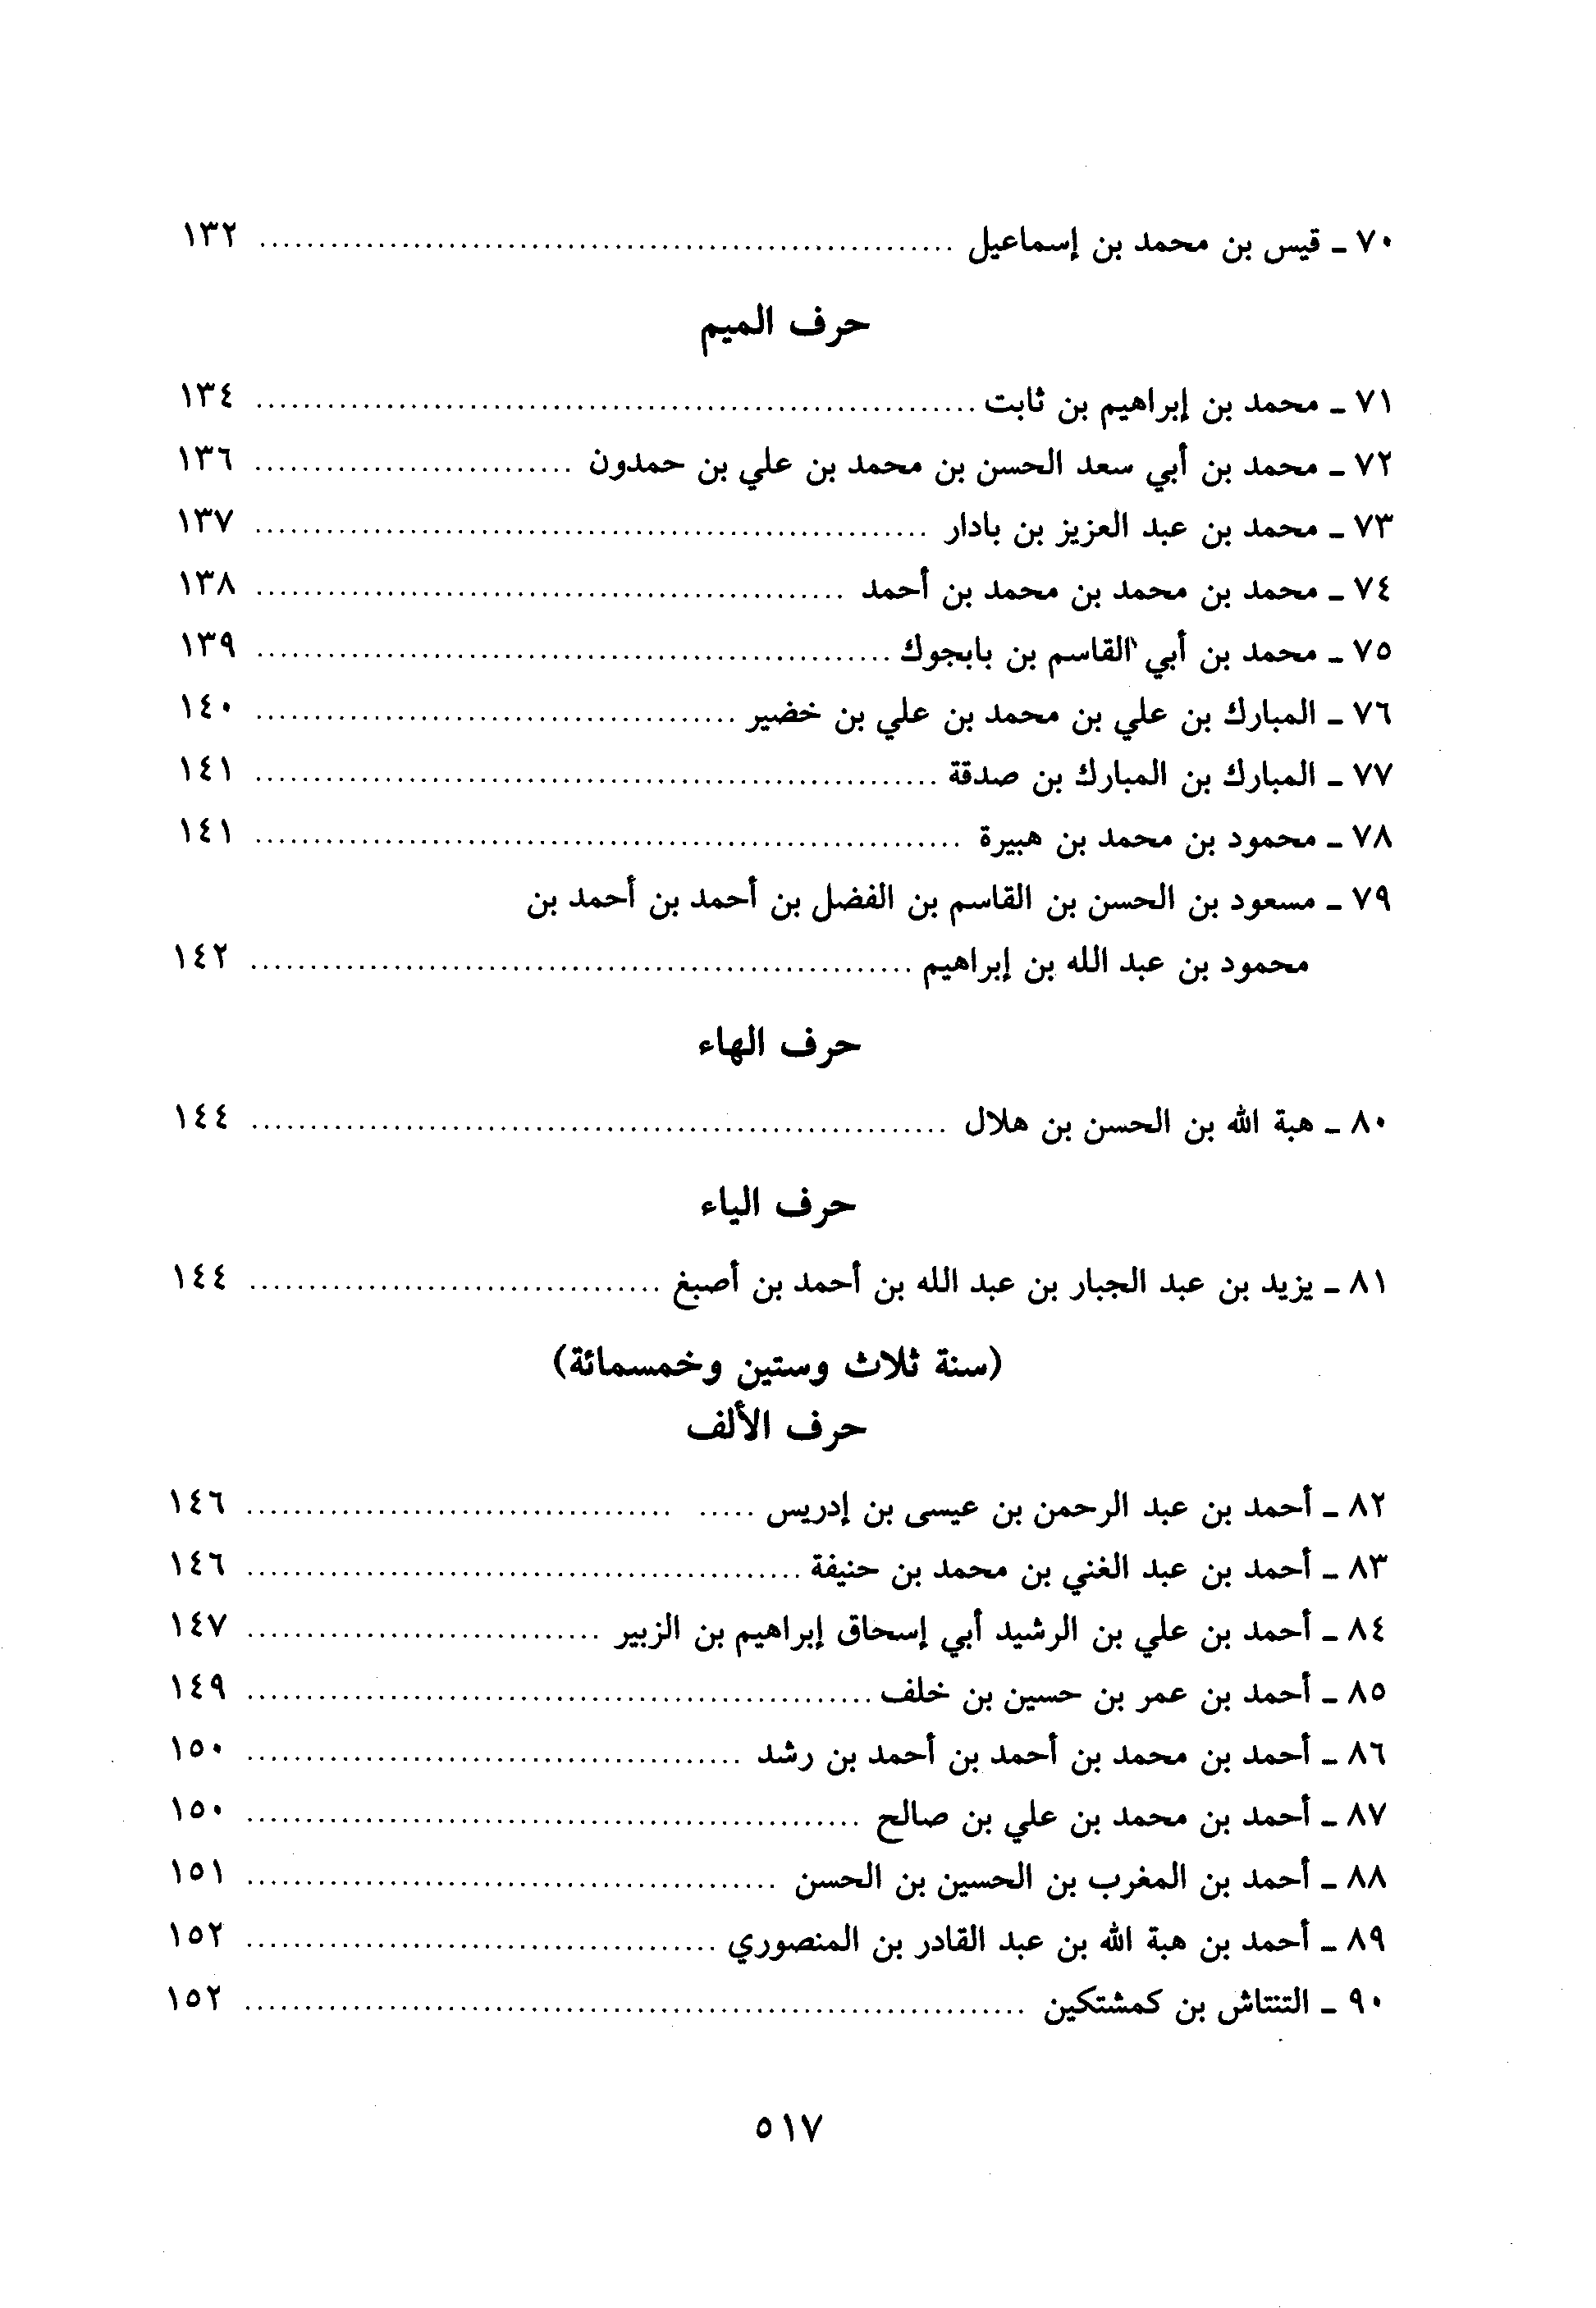 ٧٠ ـ قيس بن محمد بن إسماعيل ........................................................... ١٣٢
حرف الميم
٧١ ـ محمد بن إبراهيم بن ثابت ............................................................. ١٣٤
٧٢ ـ محمد بن أبي سعد الحسن بن محمد بن علي بن حمدون ........................... ١٣٦
٧٣ ـ محمد بن عبد العزيز بن بادار ......................................................... ١٣٧
٧٤ ـ محمد بن محمد بن محمد بن أحمد .................................................. ١٣٨
٧٥ ـ محمد بن أبي القاسم بن بابجوك ...................................................... ١٣٩
٧٦ ـ المبارك بن علي بن محمد بن علي بن خضير ......................................... ١٤٠
٧٧ ـ المبارك بن المبارك بن صدقة .......................................................... ١٤١
٧٨ ـ محمود بن محمد بن هبيرة ............................................................ ١٤١
٧٩ ـ مسعود بن الحسن بن القاسم بن الفضل بن أحمد بن أحمد بن
محمود بن عبد الله بن إبراهيم ........................................................ ١٤٢
حرف الهاء
٨٠ ـ هبة الله بن الحسن بن هلال ........................................................... ١٤٤
حرف الياء
٨١ ـ يزيد بن عبد الجبار بن عبد الله بن أحمد بن أصبغ ................................... ١٤٤
(سنة ثلاث وستين وخمسمائة)
حرف الألف
٨٢ ـ أحمد بن عبد الرحمن بن عيسى بن إدريس ..... .................................... ١٤٦
٨٣ ـ أحمد بن عبد الغني بن محمد بن حنيفة ............................................... ١٤٦
٨٤ ـ أحمد بن علي بن الرشيد أبي إسحاق إبراهيم بن الزبير .............................. ١٤٧
٨٥ ـ أحمد بن عمر بن حسين بن خلف ..................................................... ١٤٩
٨٦ ـ أحمد بن محمد بن أحمد بن أحمد بن رشد .......................................... ١٥٠
٨٧ ـ أحمد بن محمد بن علي بن صالح .................................................... ١٥٠
٨٨ ـ أحمد بن المغرب بن الحسين بن الحسن ............................................. ١٥١
٨٩ ـ أحمد بن هبة الله بن عبد القادر بن المنصوري ........................................ ١٥٢
٩٠ ـ التنتاش بن كمشتكين .................................................................. ١٥٢
٥١٧